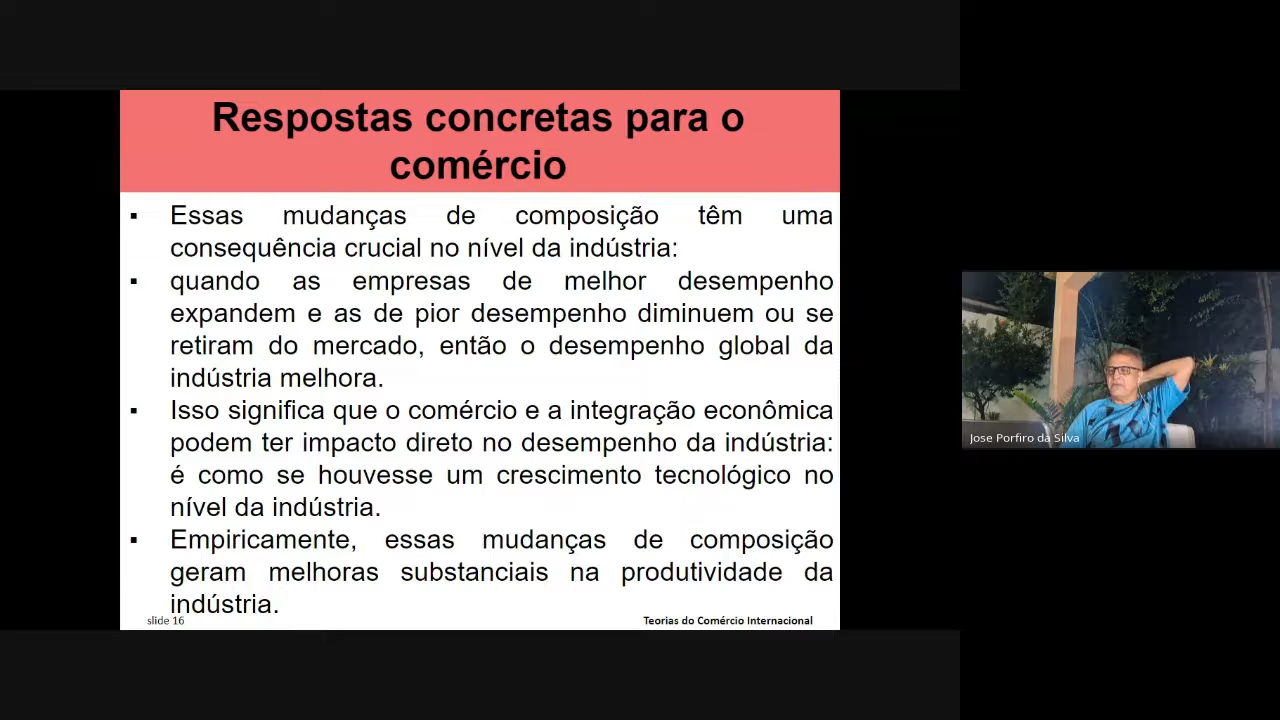 Respostas concretas para o
comércio
▪ Essas mudanças de composição têm uma
consequência crucial no nível da indústria:
▪ quando as empresas de melhor desempenho
expandem e as de pior desempenho diminuem ou se
retiram do mercado, então o desempenho global da
indústria melhora.
▪ Isso significa que o comércio e a integração econômica
podem ter impacto direto no desempenho da indústria:
é como se houvesse um crescimento tecnológico no
nível da indústria.
▪ Empiricamente, essas mudanças de composição
geram melhoras substanciais na produtividade da
indústria.
slide 16
Teorias do Comércio Internacional
Jose Porfiro da Silva